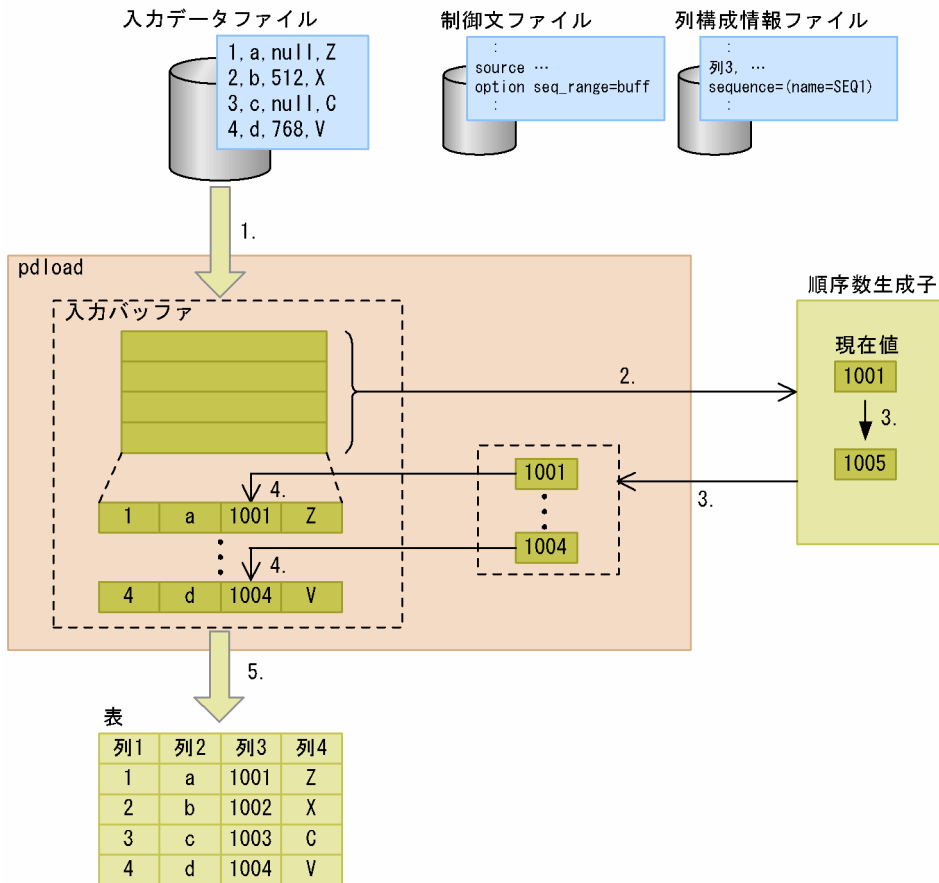 入力データファイル
1, a, null, Z
2, b, 512, X
3, c, null, C
4, d, 768, V
制御文ファイル
:
source …
option seq_range=buff
:
列構成情報ファイル
:
列3, …
sequence=(name=SEQ1)
:
1.
pdload
入力バッファ
2.
順序数生成子
現在値
1001
3.
1005
3.
1001
1004
4.
1 a 1001 Z
4.
4 d 1004 V
5.
表
列1 列2 列3 列4
1 a 1001 Z
2 b 1002 X
3 c 1003 C
4 d 1004 V